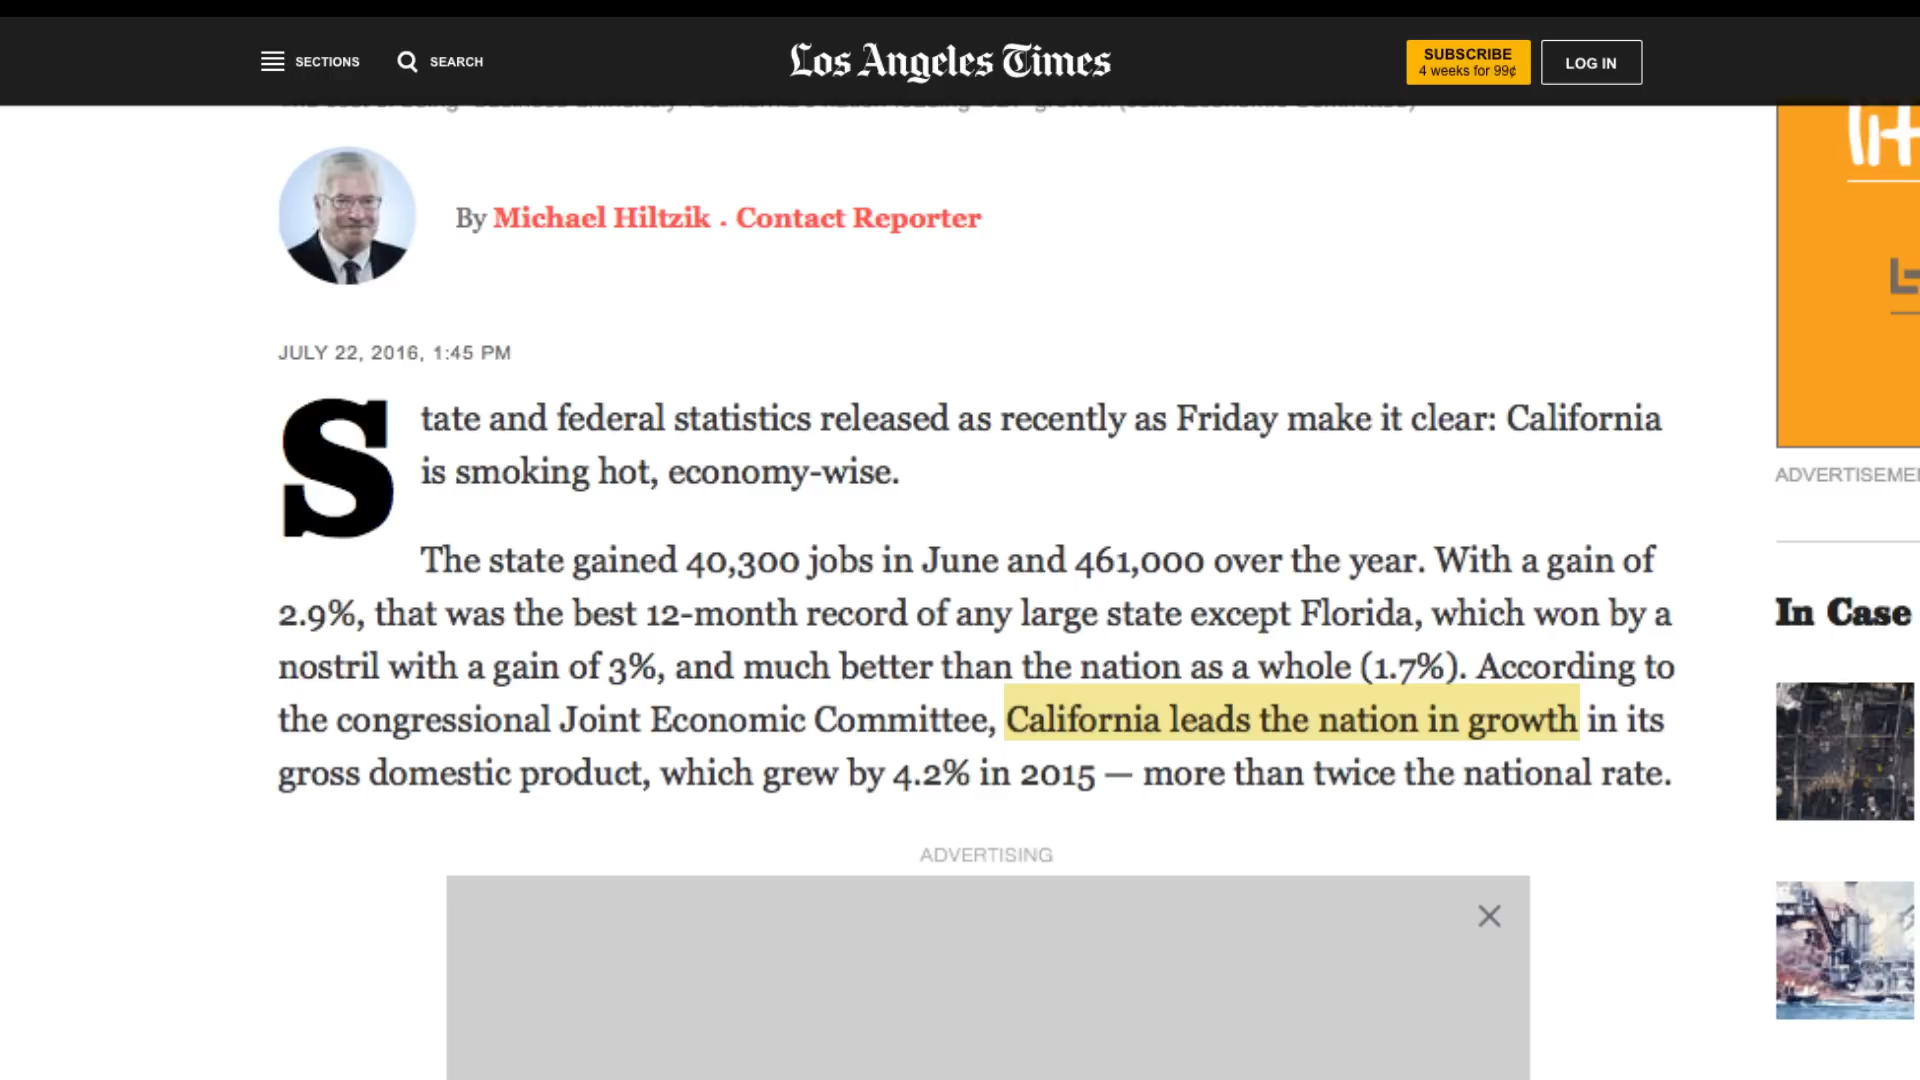 SECTIONS
SEARCH
Los Angeles Times
SUBSCRIBE
4 weeks for 99¢
LOG IN
By Michael Hiltzik . Contact Reporter
JULY 22, 2016, 1:45 PM
State and federal statistics released as recently as Friday make it clear: California
is smoking hot, economy-wise.
The state gained 40,300 jobs in June and 461,000 over the year. With a gain of
2.9%, that was the best 12-month record of any large state except Florida, which won by a
nostril with a gain of 3%, and much better than the nation as a whole (1.7%). According to
the congressional Joint Economic Committee, California leads the nation in growth in its
gross domestic product, which grew by 4.2% in 2015 — more than twice the national rate.
ADVERTISING
ADVERTISEME
In Case